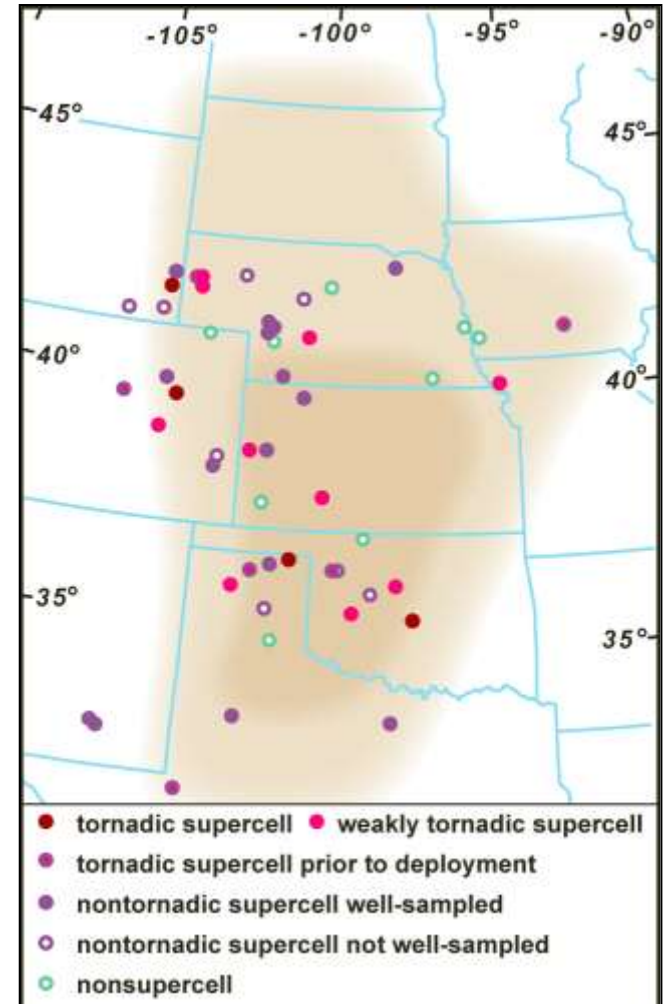 -105° -100° -95° -90°
45° 45°
40° 40°
35° 35°
tornadic supercell weakly tornadic supercell
tornadic supercell prior to deployment
nontornadic supercell well-sampled
nontornadic supercell not well-sampled
nonsupercell